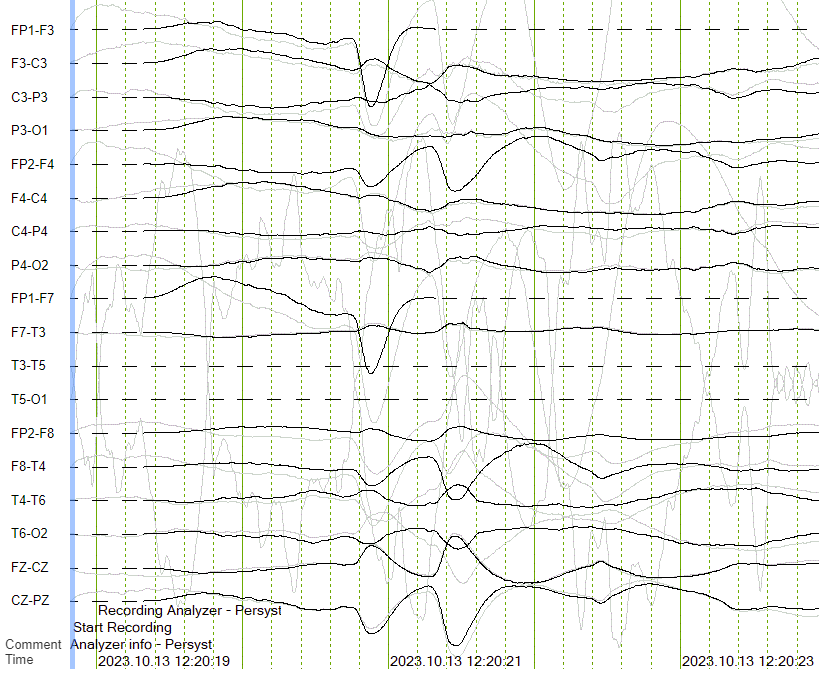 FP1-F3
F3-C3
C3-P3
P3-O1
FP2-F4
F4-C4
C4-P4
P4-O2
FP1-F7
F7-T3
T3-T5
T5-O1
FP2-F8
F8-T4
T4-T6
T6-O2
FZ-CZ
CZ-PZ
Recording Analyzer - Persyst
Start Recording
Comment Analyzer info - Persyst
Time 2023.10.13 12:20:19 2023.10.13 12:20:21 2023.10.13 12:20:23